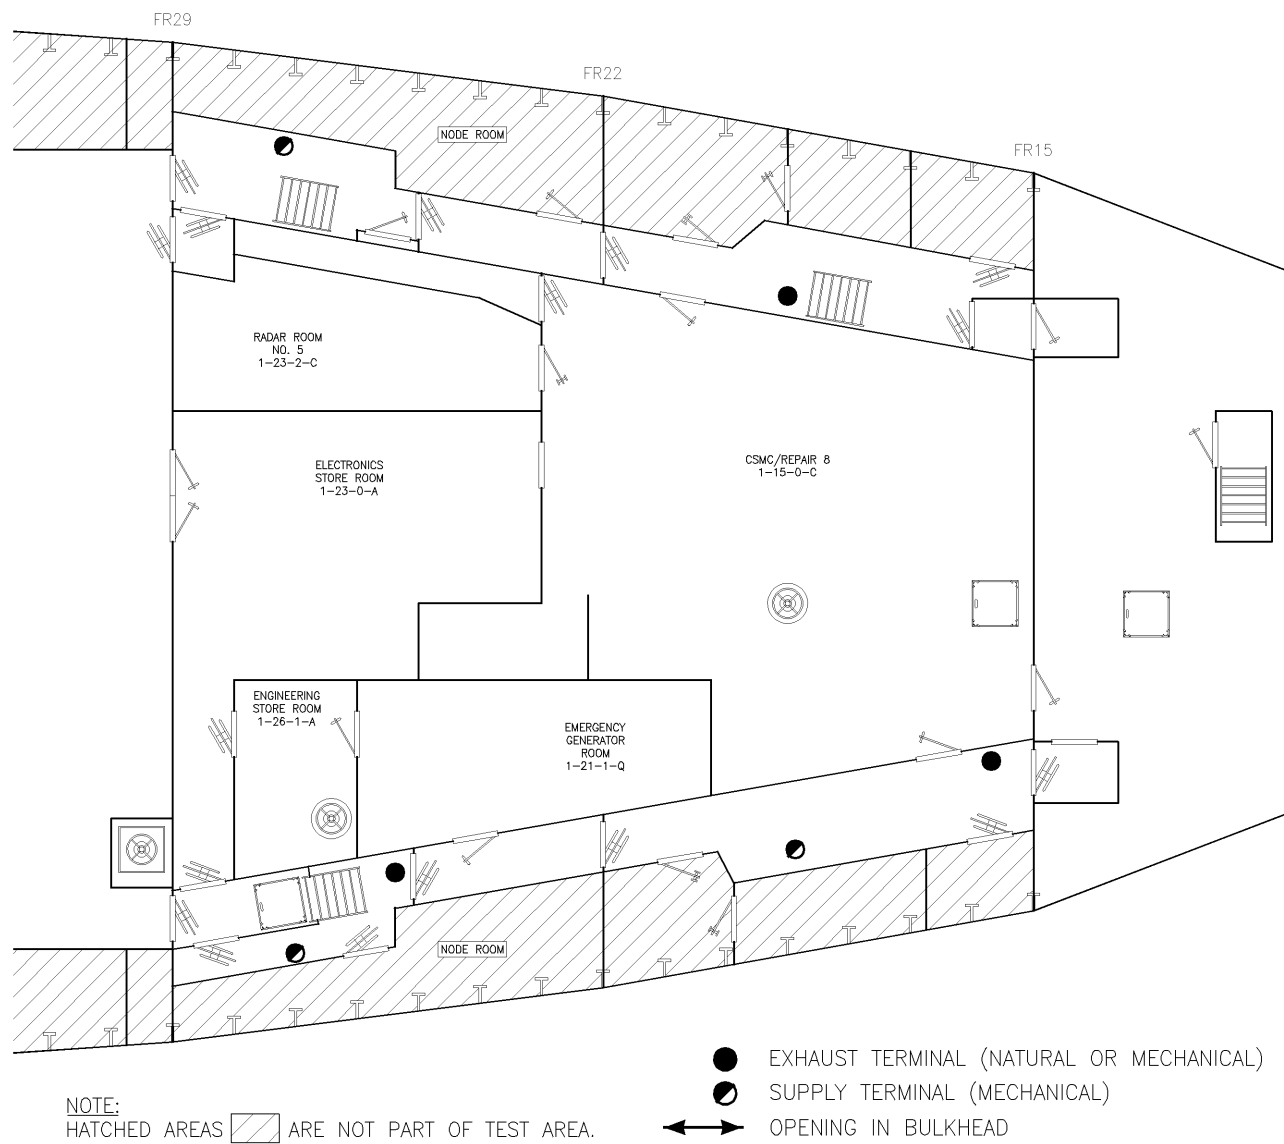 FR29
FR22
FR15
NODE ROOM
RADAR ROOM
NO. 5
1-23-2-C
ELECTRONICS
STORE ROOM
1-23-0-A
CSMC/REPAIR 8
1-15-0-C
ENGINEERING
STORE ROOM
1-26-1-A
EMERGENCY
GENERATOR
ROOM
1-21-1-Q
NODE ROOM
EXHAUST TERMINAL (NATURAL OR MECHANICAL)
SUPPLY TERMINAL (MECHANICAL)
OPENING IN BULKHEAD
NOTE:
HATCHED AREAS ARE NOT PART OF TEST AREA.